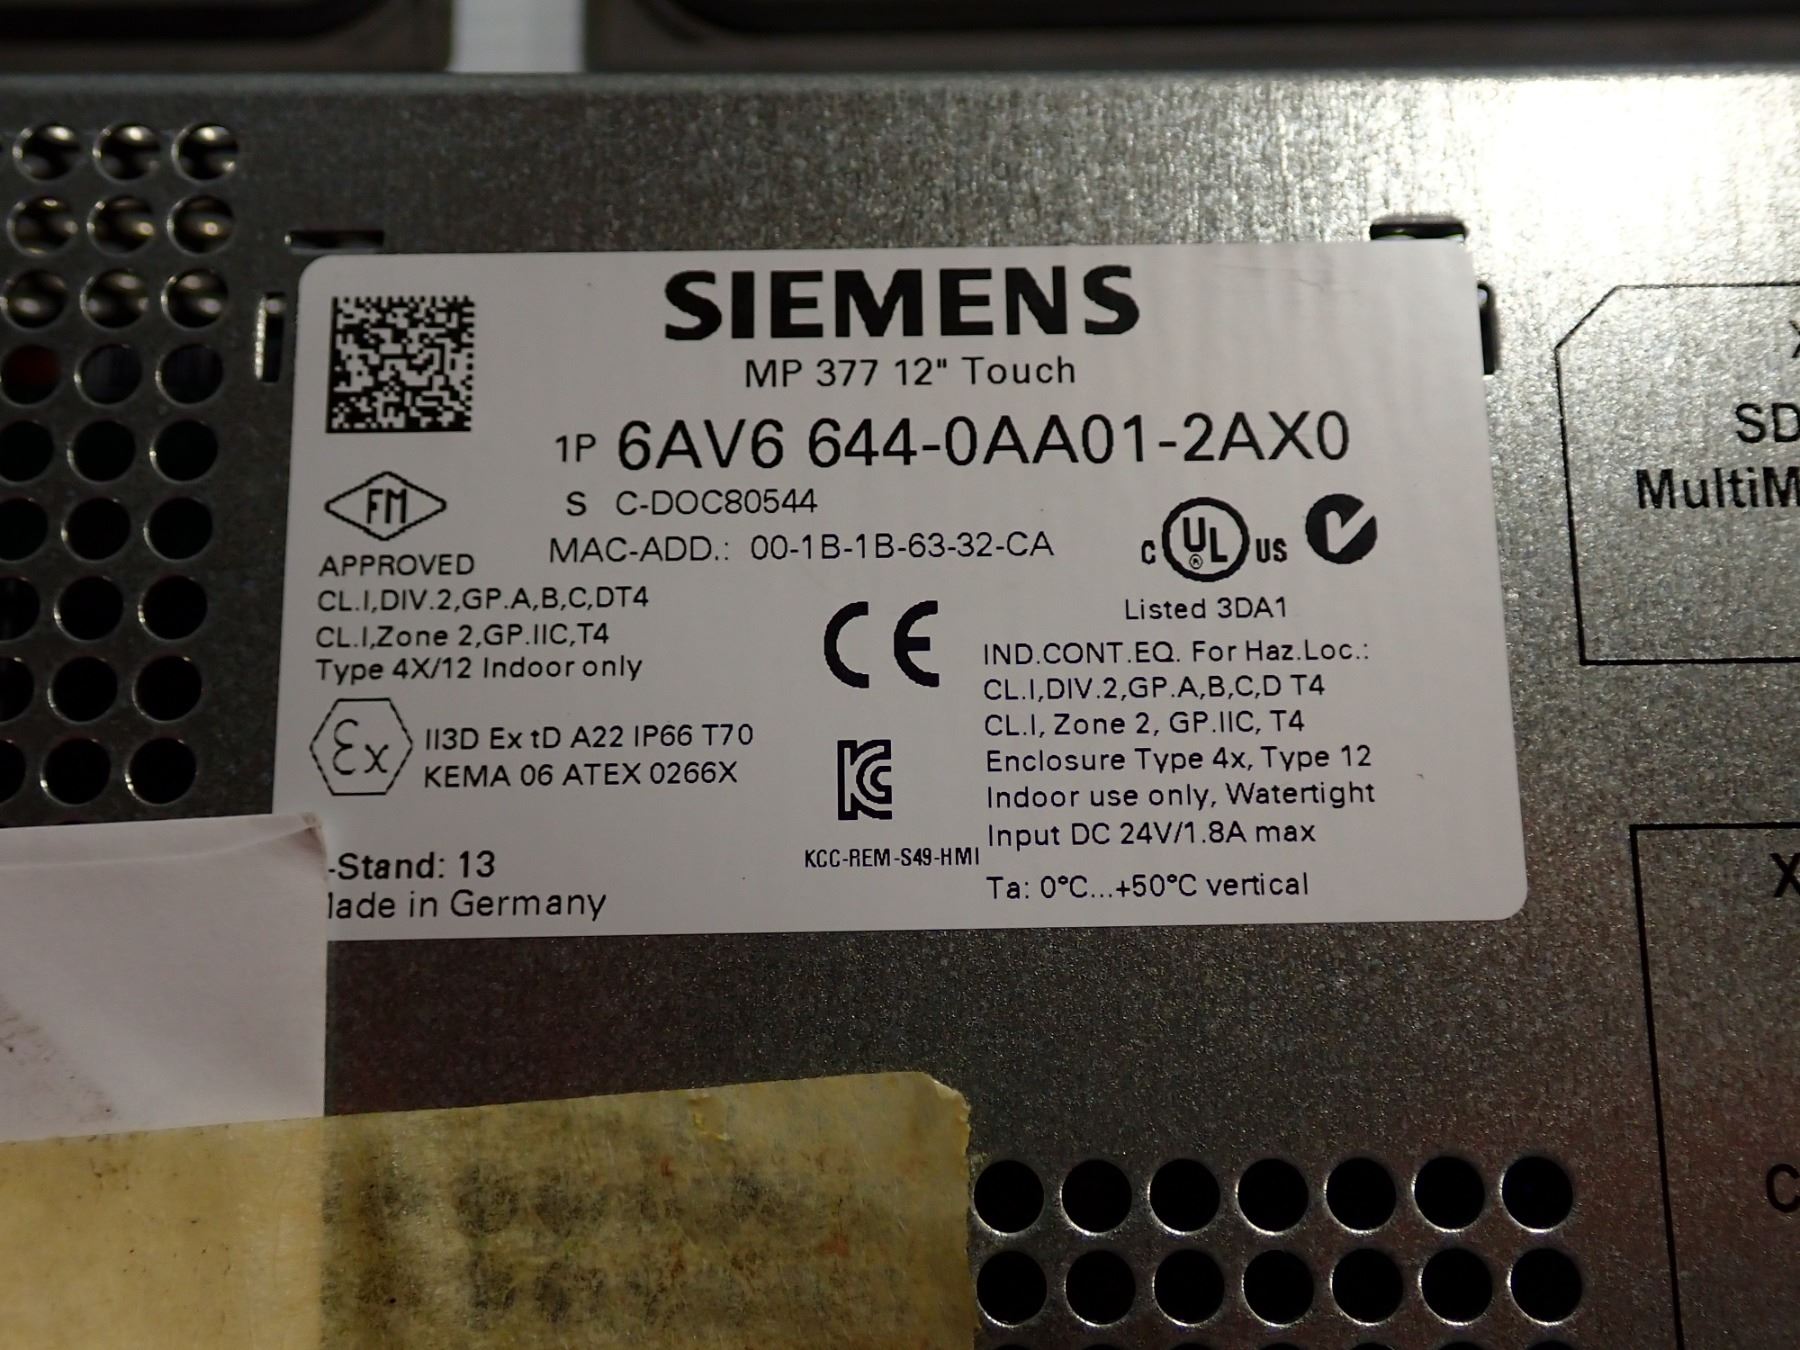 SIEMENS
MP 377 12" Touch
1P 6AV6 644-0AA01-2AX0
S C-DOC80544
MAC-ADD.: 00-1B-1B-63-32-CA
FM
APPROVED
CL.I,DIV.2,GP.A,B,C,DT4
CL.I,Zone 2,GP.IIC,T4
Type 4X/12 Indoor only
Ex II3D Ex tD A22 IP66 T70
KEMA 06 ATEX 0266X
-Stand: 13
lade in Germany
CE
KC
KCC-REM-S49-HMI
C UL ® US
Listed 3DA1
IND.CONT.EQ. For Haz.Loc.:
CL.I,DIV.2,GP.A,B,C,D T4
CL.I, Zone 2, GP.IIC, T4
Enclosure Type 4x, Type 12
Indoor use only, Watertight
Input DC 24V/1.8A max
Ta: 0°C...+50°C vertical
X
SD
MultiM
X
C